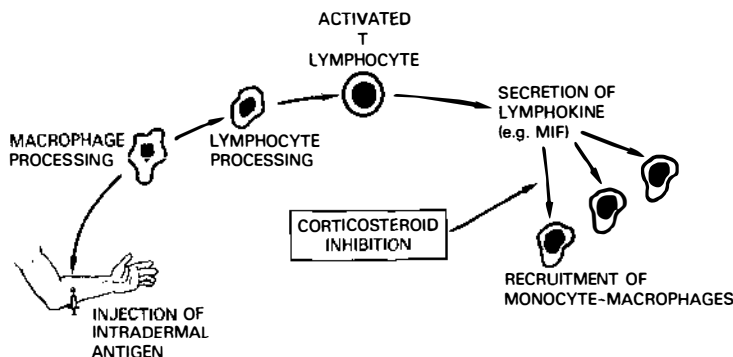 ACTIVATED
T
LYMPHOCYTE
SECRETION OF
LYMPHOKINE
(e.g. MIF)
MACROPHAGE
PROCESSING
LYMPHOCYTE
PROCESSING
CORTICOSTEROID
INHIBITION
RECRUITMENT OF
MONOCYTE-MACROPHAGES
INJECTION OF
INTRADERMAL
ANTIGEN